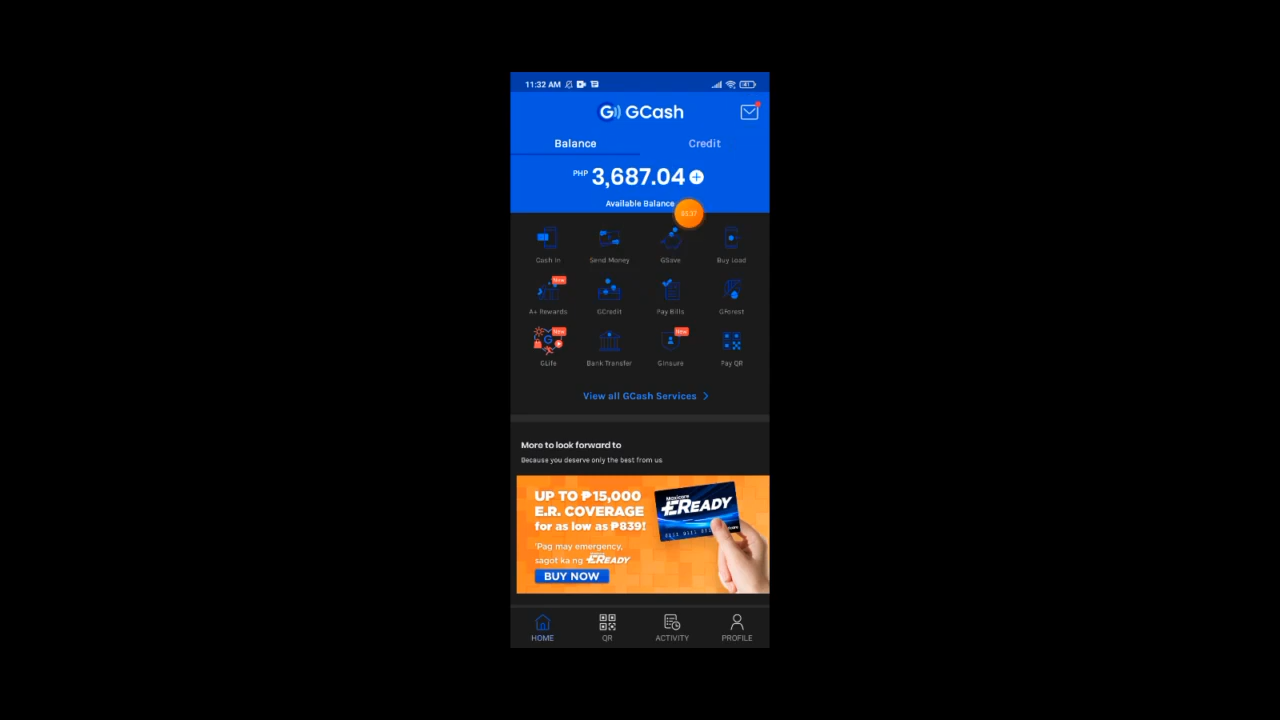 11:32 AM
GCash
Balance
Credit
PHP 3,687.04
Available Balance
Cash In
Send Money
GSave
Buy Load
New
A+ Rewards
GCredit
Pay Bills
GForest
New
New
GLife
Bank Transfer
GInsure
Pay QR
View all GCash Services
More to look forward to
Because you deserve only the best from us
UP TO ₱15,000
E.R. COVERAGE
for as low as ₱839!
'Pag may emergency,
sagot ka ng EREADY
BUY NOW
Maxicare
EREADY
HOME
QR
ACTIVITY
PROFILE